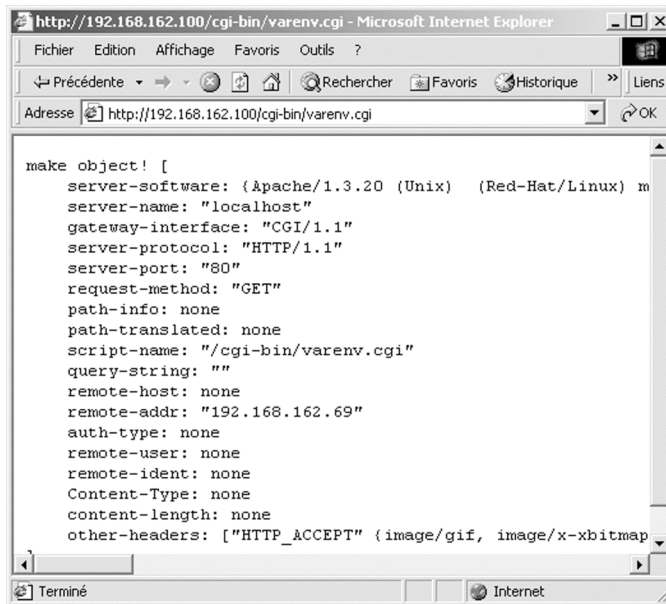 http://192.168.162.100/cgi-bin/varenv.cgi - Microsoft Internet Explorer
Fichier Edition Affichage Favoris Outils ?
Précédente Rechercher Favoris Historique » Liens
Adresse http://192.168.162.100/cgi-bin/varenv.cgi OK
make object! [
server-software: {Apache/1.3.20 (Unix) (Red-Hat/Linux) m
server-name: "localhost"
gateway-interface: "CGI/1.1"
server-protocol: "HTTP/1.1"
server-port: "80"
request-method: "GET"
path-info: none
path-translated: none
script-name: "/cgi-bin/varenv.cgi"
query-string: ""
remote-host: none
remote-addr: "192.168.162.69"
auth-type: none
remote-user: none
remote-ident: none
Content-Type: none
content-length: none
other-headers: ["HTTP_ACCEPT" {image/gif, image/x-xbitmap
Terminé Internet